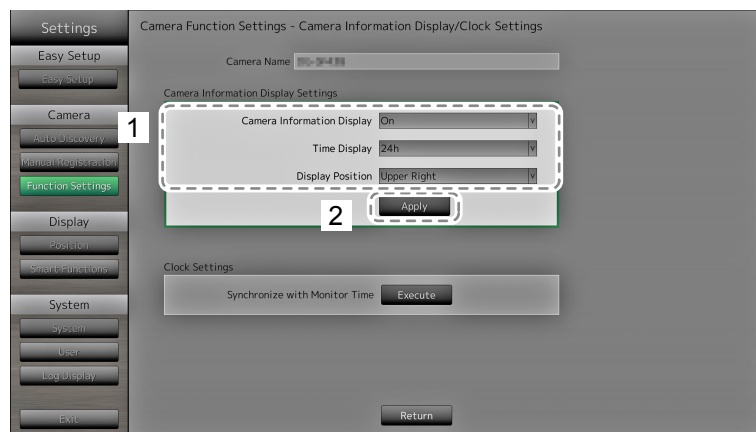 Settings
Camera Function Settings - Camera Information Display/Clock Settings
Easy Setup
Easy Setup
Camera
Auto Discovery
Manual Registration
Function Settings
Display
Position
Smart Functions
System
System
User
Log Display
Exit
Camera Name
Camera Information Display Settings
1
Camera Information Display On
Time Display 24h
Display Position Upper Right
2
Apply
Clock Settings
Synchronize with Monitor Time Execute
Return